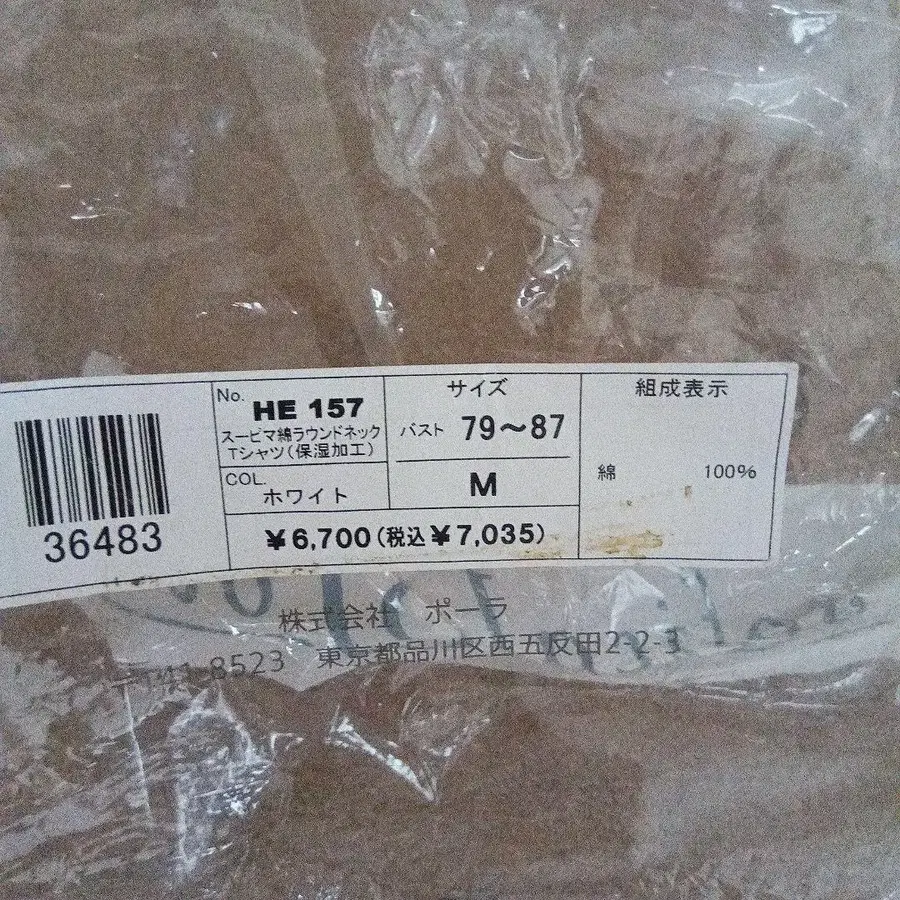 36483
No. HE 157
スーピマ綿ラウンドネック
Tシャツ(保湿加工)
COL.
ホワイト
サイズ
バスト 79～87
M
¥6,700(税込¥7,035)
組成表示
綿 100%
株式会社 ポーラ
8523 東京都品川区西五反田2-2-3